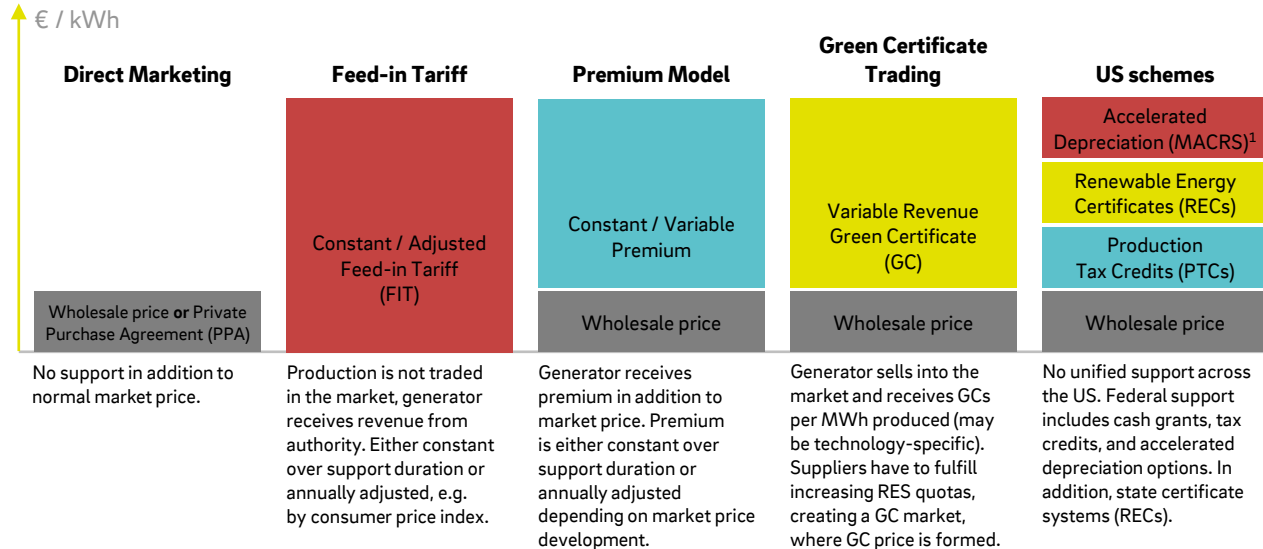 € / kWh
Direct Marketing
Feed-in Tariff
Premium Model
Green Certificate
Trading
US schemes
Wholesale price or Private
Purchase Agreement (PPA)
Constant / Adjusted
Feed-in Tariff
(FIT)
Constant / Variable
Premium
Wholesale price
Variable Revenue
Green Certificate
(GC)
Wholesale price
Accelerated
Depreciation (MACRS)¹
Renewable Energy
Certificates (RECs)
Production
Tax Credits (PTCs)
Wholesale price
No support in addition to
normal market price.
Production is not traded
in the market, generator
receives revenue from
authority. Either constant
over support duration or
annually adjusted, e.g.
by consumer price index.
Generator receives
premium in addition to
market price. Premium
is either constant over
support duration or
annually adjusted
depending on market price
development.
Generator sells into the
market and receives GCs
per MWh produced (may
be technology-specific).
Suppliers have to fulfill
increasing RES quotas,
creating a GC market,
where GC price is formed.
No unified support across
the US. Federal support
includes cash grants, tax
credits, and accelerated
depreciation options. In
addition, state certificate
systems (RECs).